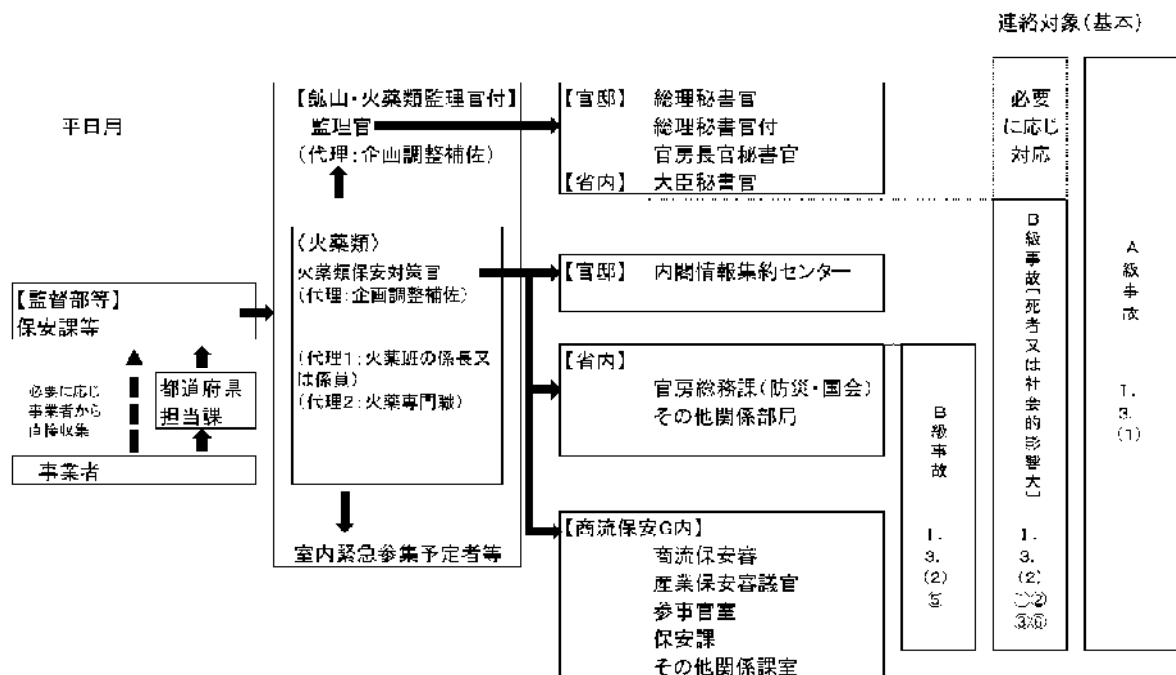 連絡対象(基本)
平日用
【鉱山・火薬類監理官付】
監理官
(代理:企画調整補佐)
【官邸】 総理秘書官
総理秘書官付
官房長官秘書官
【省内】 大臣秘書官
必要
に応じ
対応
〈火薬類〉
火薬類保安対策官
(代理:企画調整補佐)
(代理1:火薬班の係長又
は係員)
(代理2:火薬専門職)
【官邸】 内閣情報集約センター
【監督部等】
保安課等
必要に応じ
事業者から
直接収集
都道府県
担当課
事業者
室内緊急参集予定者等
【省内】
官房総務課(防災・国会)
その他関係部局
【商流保安G内】
商流保安審
産業保安審議官
参事官室
保安課
その他関係課室
B級事故
1.
3.
(2)
⑤
B級事故[死者又は社会的影響大]
1.
3.
(2)
①②
③⑥
A級事故
1.
3.
(1)